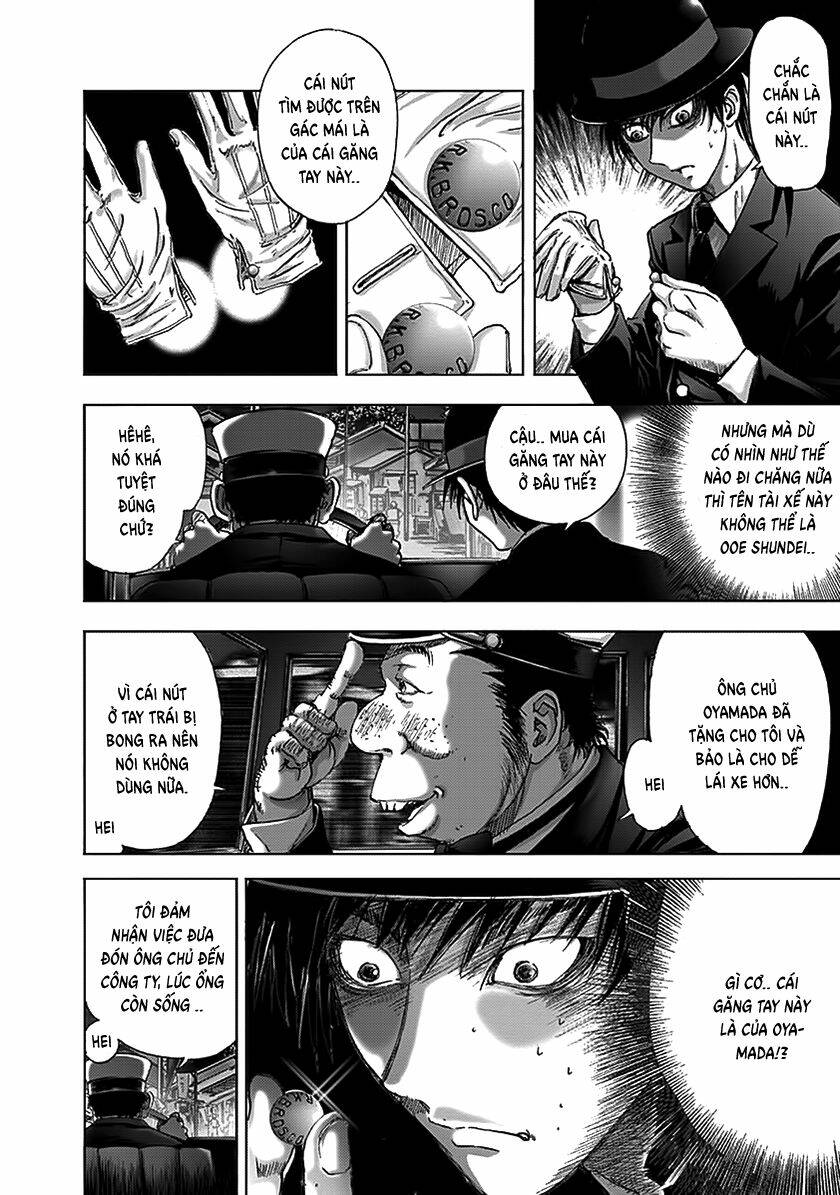 CHẮC
CHẮN LÀ
CÁI NÚT
NÀY..
R.K.BROS.CO
R.K.BROS.CO
CÁI NÚT
TÌM ĐƯỢC TRÊN
GÁC MÁI LÀ
CỦA CÁI GĂNG
TAY NÀY..
NHƯNG MÀ DÙ
CÓ NHÌN NHƯ THẾ
NÀO ĐI CHĂNG NỮA
THÌ TÊN TÀI XẾ NÀY
KHÔNG THỂ LÀ
OOE SHUNDEI..
CẬU.. MUA CÁI
GĂNG TAY NÀY
Ở ĐÂU THẾ?
HÊHÊ,
NÓ KHÁ
TUYỆT
ĐÚNG
CHỨ?
ÔNG CHỦ
OYAMADA ĐÃ
TẶNG CHO TÔI VÀ
BẢO LÀ CHO DỄ
LÁI XE HƠN..
HEI
VÌ CÁI NÚT
Ở TAY TRÁI BỊ
BONG RA NÊN
NÓI KHÔNG
DÙNG NỮA.
HEI
GÌ CƠ.. CÁI
GĂNG TAY NÀY
LÀ CỦA OYA-
MADA!?
R.K.BROS.CO
TÔI ĐẢM
NHẬN VIỆC ĐƯA
ĐÓN ÔNG CHỦ ĐẾN
CÔNG TY, LÚC ỔNG
CÒN SỐNG ..
HEI